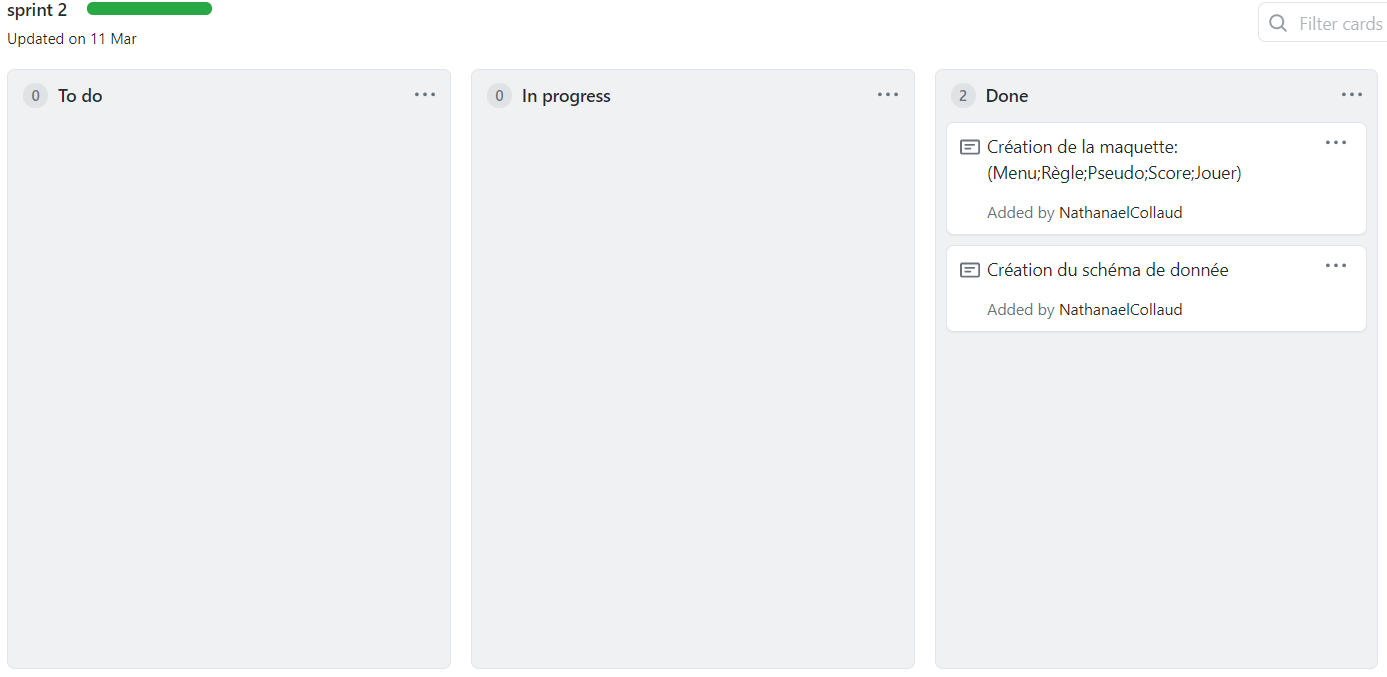 sprint 2
Updated on 11 Mar
Filter cards
0 To do
0 In progress
2 Done
Création de la maquette:
(Menu;Règle;Pseudo;Score;Jouer)
Added by NathanaelCollaud
Création du schéma de donnée
Added by NathanaelCollaud